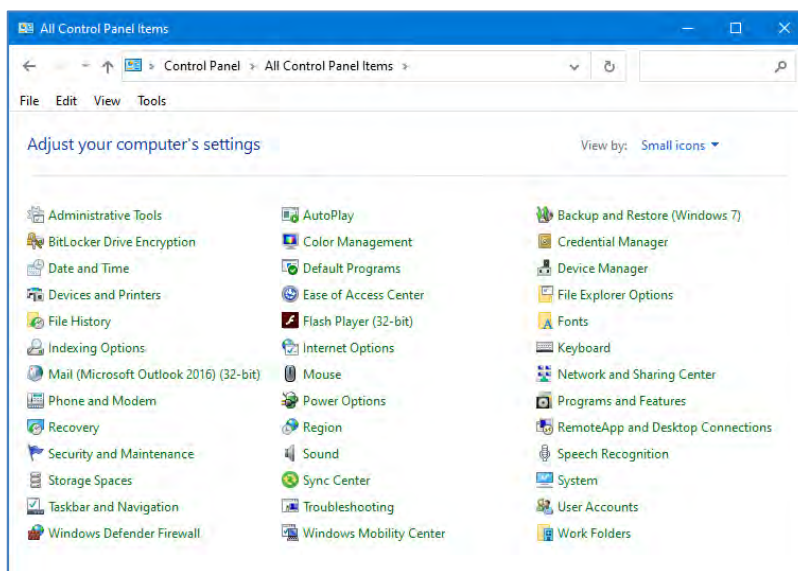 All Control Panel Items
Control Panel > All Control Panel Items >
File Edit View Tools
Adjust your computer's settings
View by: Small icons
Administrative Tools AutoPlay Backup and Restore (Windows 7)
BitLocker Drive Encryption Color Management Credential Manager
Date and Time Default Programs Device Manager
Devices and Printers Ease of Access Center File Explorer Options
File History Flash Player (32-bit) Fonts
Indexing Options Internet Options Keyboard
Mail (Microsoft Outlook 2016) (32-bit) Mouse Network and Sharing Center
Phone and Modem Power Options Programs and Features
Recovery Region RemoteApp and Desktop Connections
Security and Maintenance Sound Speech Recognition
Storage Spaces Sync Center System
Taskbar and Navigation Troubleshooting User Accounts
Windows Defender Firewall Windows Mobility Center Work Folders